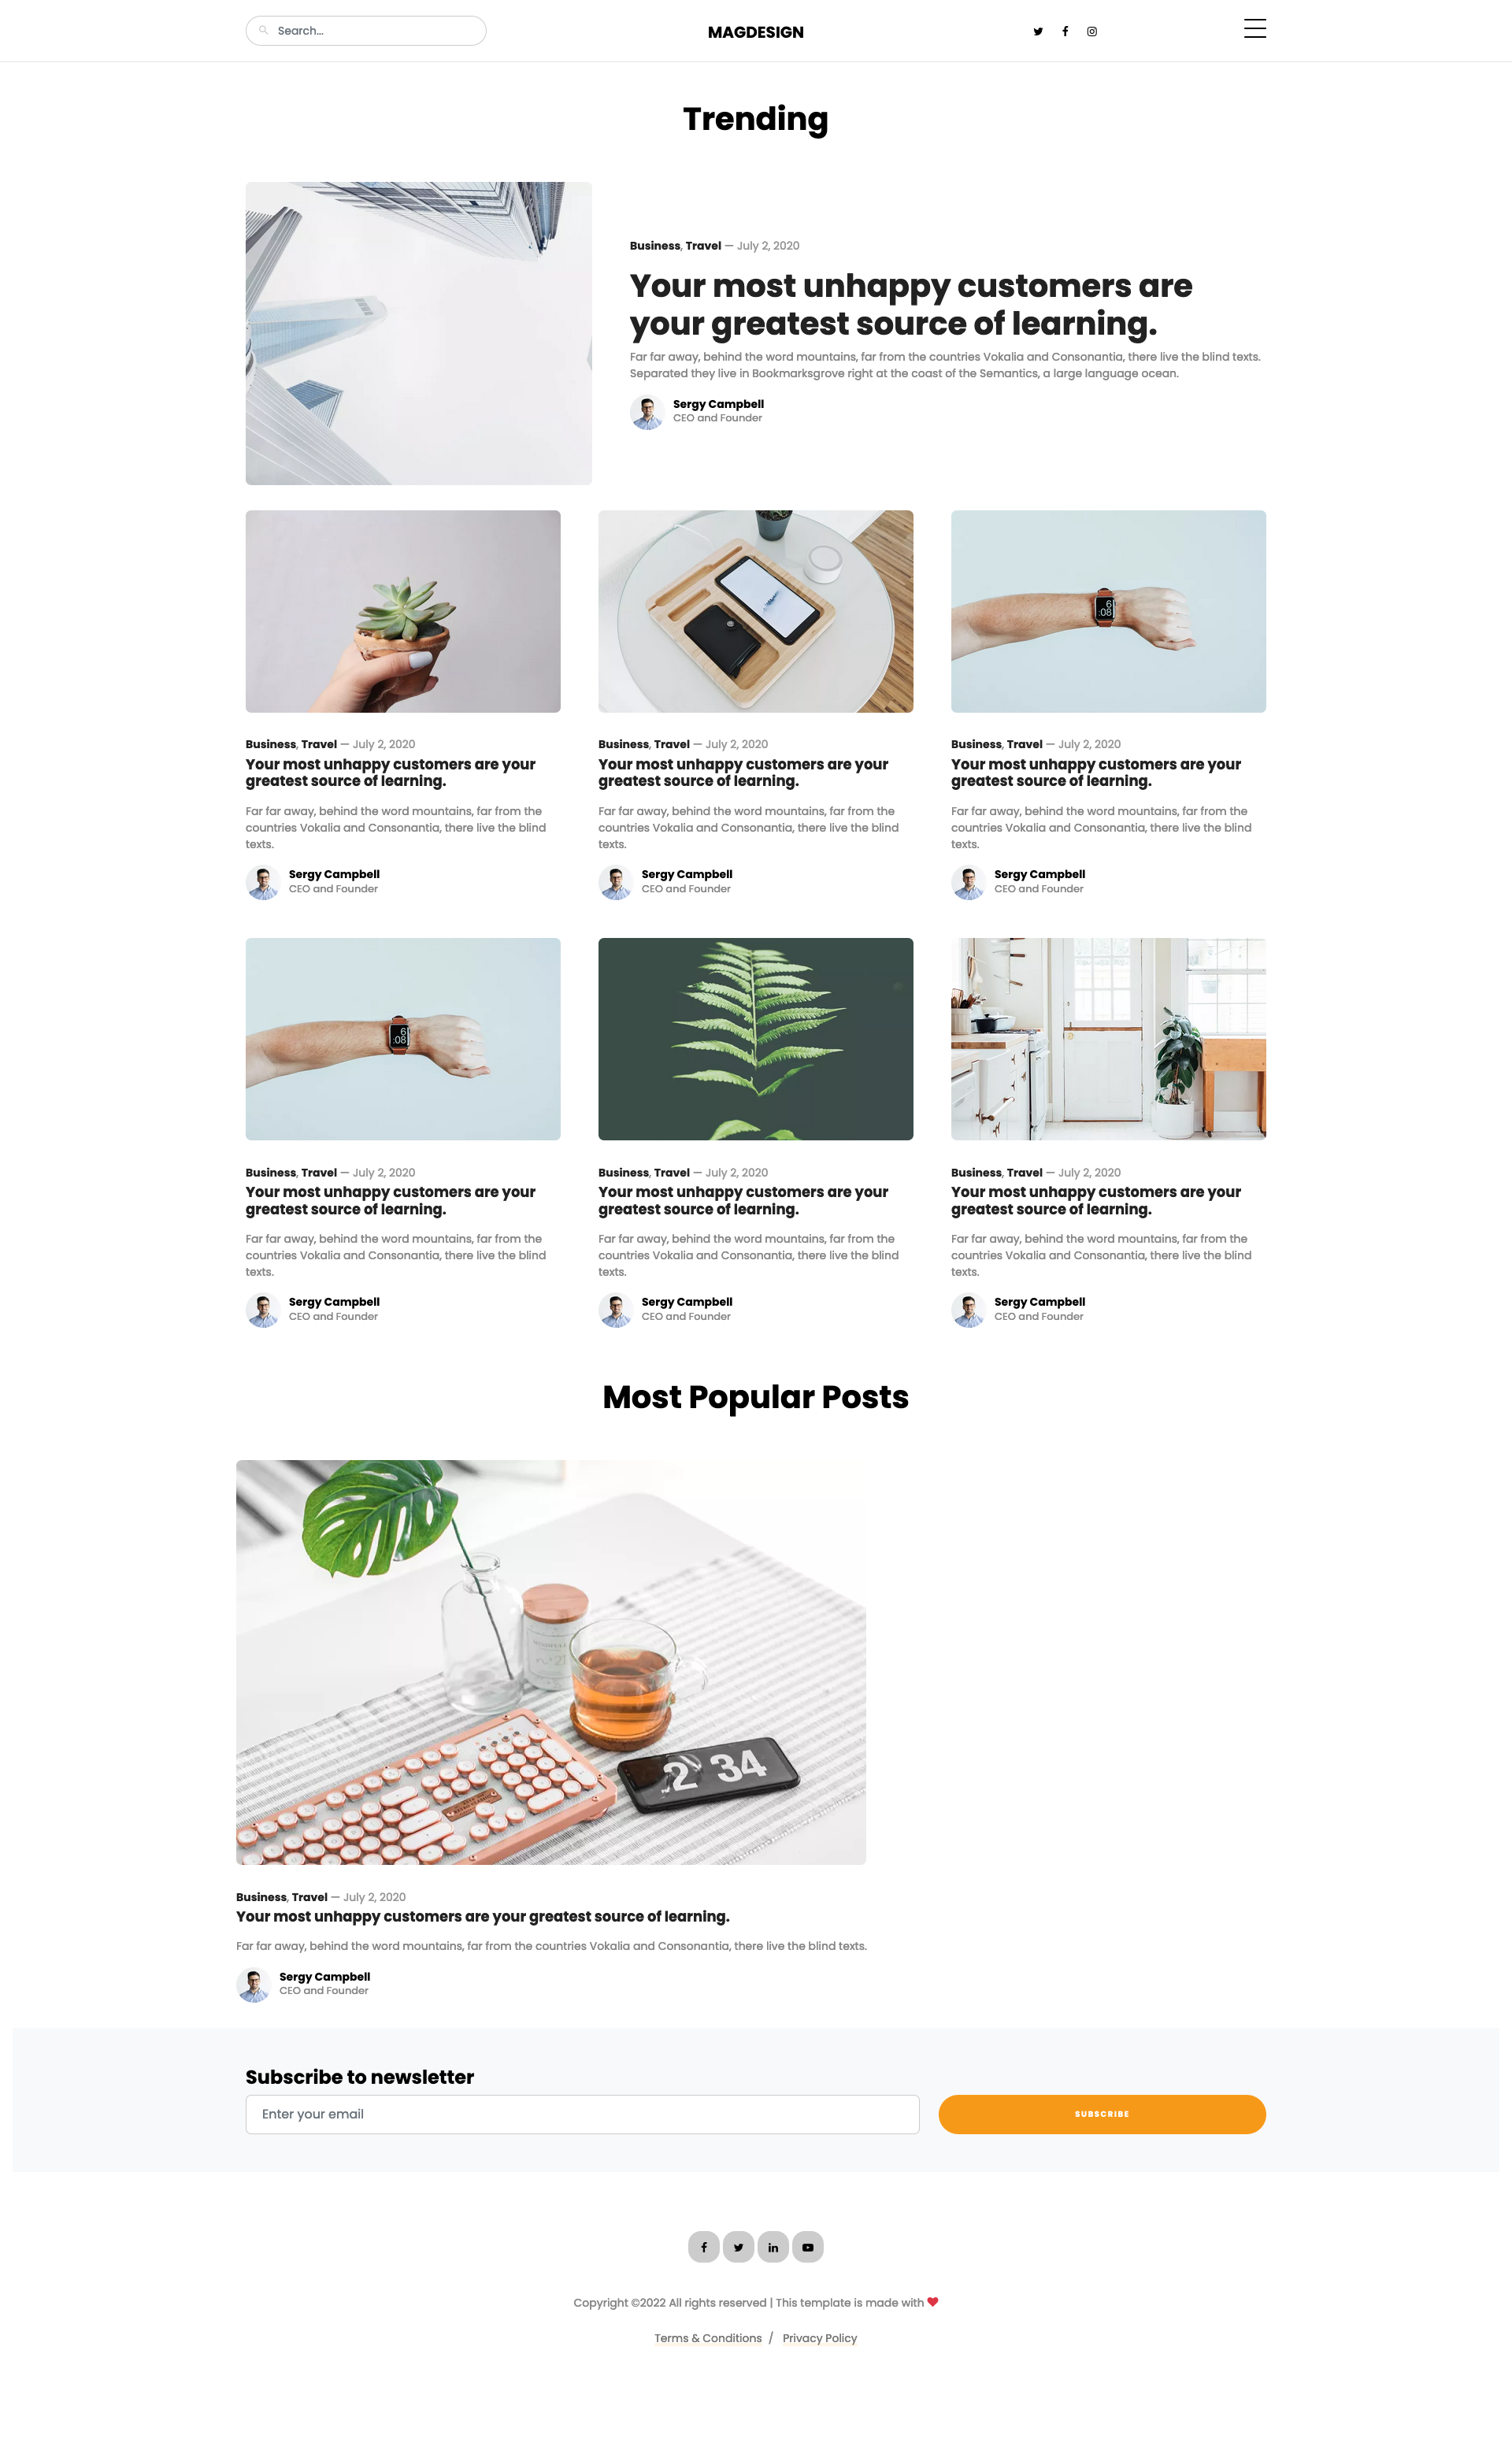 Search...
MAGDESIGN
Trending
Business, Travel — July 2, 2020
Your most unhappy customers are
your greatest source of learning.
Far far away, behind the word mountains, far from the countries Vokalia and Consonantia, there live the blind texts.
Separated they live in Bookmarksgrove right at the coast of the Semantics, a large language ocean.
Sergy Campbell
CEO and Founder
6
:08
Business, Travel — July 2, 2020
Your most unhappy customers are your
greatest source of learning.
Far far away, behind the word mountains, far from the
countries Vokalia and Consonantia, there live the blind
texts.
Sergy Campbell
CEO and Founder
Business, Travel — July 2, 2020
Your most unhappy customers are your
greatest source of learning.
Far far away, behind the word mountains, far from the
countries Vokalia and Consonantia, there live the blind
texts.
Sergy Campbell
CEO and Founder
Business, Travel — July 2, 2020
Your most unhappy customers are your
greatest source of learning.
Far far away, behind the word mountains, far from the
countries Vokalia and Consonantia, there live the blind
texts.
Sergy Campbell
CEO and Founder
6
:08
Business, Travel — July 2, 2020
Your most unhappy customers are your
greatest source of learning.
Far far away, behind the word mountains, far from the
countries Vokalia and Consonantia, there live the blind
texts.
Sergy Campbell
CEO and Founder
Business, Travel — July 2, 2020
Your most unhappy customers are your
greatest source of learning.
Far far away, behind the word mountains, far from the
countries Vokalia and Consonantia, there live the blind
texts.
Sergy Campbell
CEO and Founder
Business, Travel — July 2, 2020
Your most unhappy customers are your
greatest source of learning.
Far far away, behind the word mountains, far from the
countries Vokalia and Consonantia, there live the blind
texts.
Sergy Campbell
CEO and Founder
Most Popular Posts
2 34
Business, Travel — July 2, 2020
Your most unhappy customers are your greatest source of learning.
Far far away, behind the word mountains, far from the countries Vokalia and Consonantia, there live the blind texts.
Sergy Campbell
CEO and Founder
Subscribe to newsletter
Enter your email
SUBSCRIBE
Copyright ©2022 All rights reserved | This template is made with
Terms & Conditions / Privacy Policy